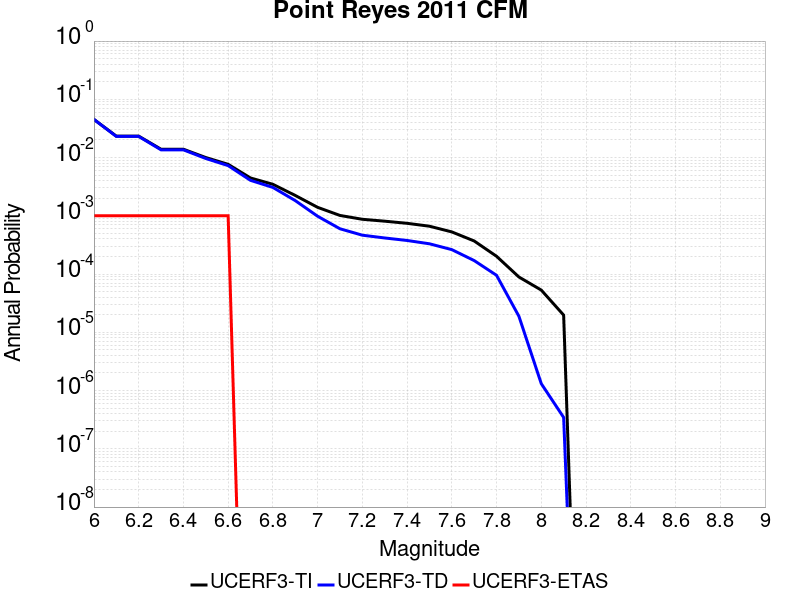 Point Reyes 2011 CFM
10^0
10^-1
10^-2
10^-3
10^-4
10^-5
10^-6
10^-7
10^-8
Annual Probability
6 6.2 6.4 6.6 6.8 7 7.2 7.4 7.6 7.8 8 8.2 8.4 8.6 8.8 9
Magnitude
UCERF3-TI UCERF3-TD UCERF3-ETAS